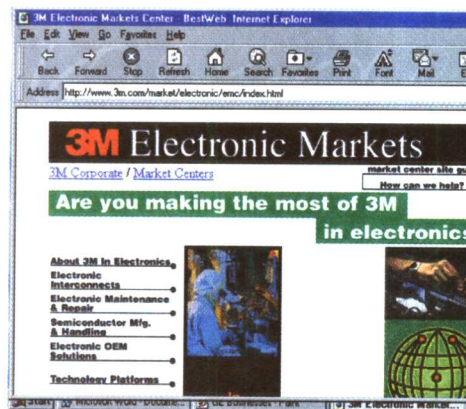 3M Electronic Markets Center - BestWeb Internet Explorer
File Edit View Go Favorites Help
Back Forward Stop Refresh Home Search Favorites Print Font Mail
Address http://www.3m.com/market/electronic/emc/index.html
3M Electronic Markets
3M Corporate / Market Centers
market center site
How can we help?
Are you making the most of 3M
in electronics
About 3M In Electronics
Electronic
Interconnects
Electronic Maintenance
& Repair
Semiconductor Mfg.
& Handling
Electronic OEM
Solutions
Technology Platforms
Start Microsoft Word GE Businesses 3M Electronic Market...